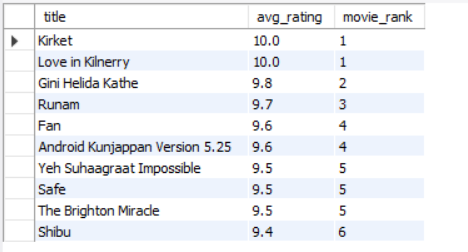 title avg_rating movie_rank
Kirket 10.0 1
Love in Kilnerry 10.0 1
Gini Helida Kathe 9.8 2
Runam 9.7 3
Fan 9.6 4
Android Kunjappan Version 5.25 9.6 4
Yeh Suhaagraat Impossible 9.5 5
Safe 9.5 5
The Brighton Miracle 9.5 5
Shibu 9.4 6